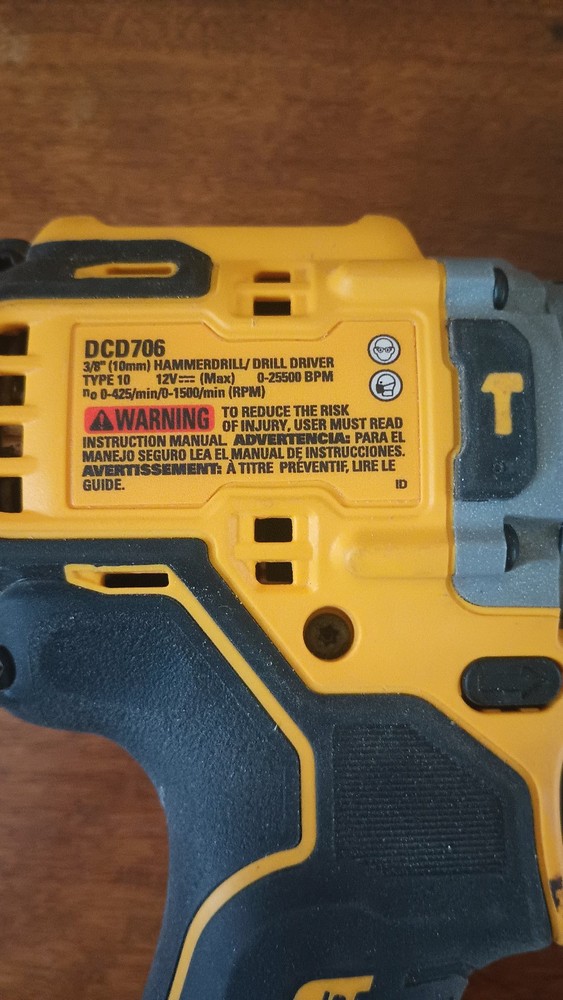 DCD706
3/8" (10mm) HAMMERDRILL/ DRILL DRIVER
TYPE 10 12V⎓ (Max) 0-25500 BPM
n₀ 0-425/min/0-1500/min (RPM)
⚠WARNING TO REDUCE THE RISK
OF INJURY, USER MUST READ
INSTRUCTION MANUAL. ADVERTENCIA: PARA EL
MANEJO SEGURO LEA EL MANUAL DE INSTRUCCIONES.
AVERTISSEMENT: À TITRE PRÉVENTIF, LIRE LE
GUIDE. ID